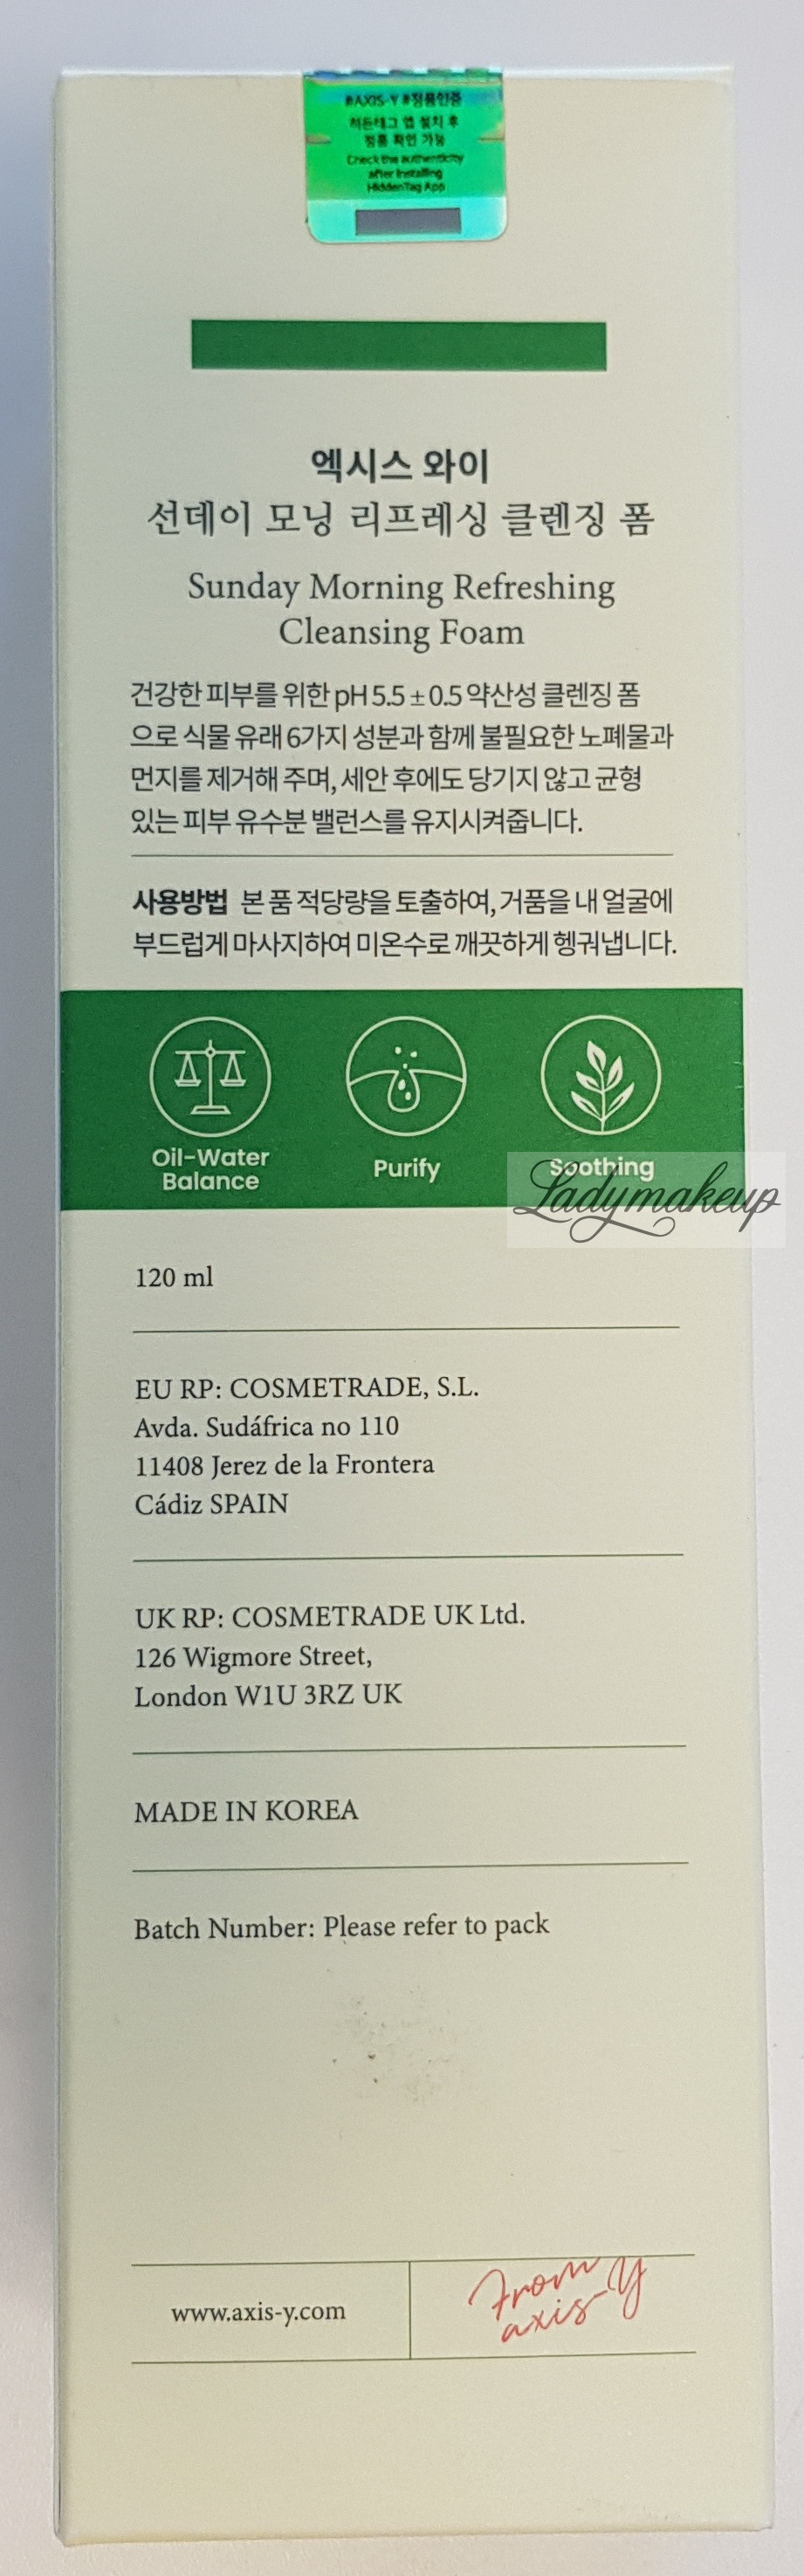 #AXIS-Y #정품인증
히든태그 앱 설치 후
정품 확인 가능
Check the authenticity
after installing
HiddenTag App
엑시스 와이
선데이 모닝 리프레싱 클렌징 폼
Sunday Morning Refreshing
Cleansing Foam
건강한 피부를 위한 pH 5.5 ± 0.5 약산성 클렌징 폼
으로 식물 유래 6가지 성분과 함께 불필요한 노폐물과
먼지를 제거해 주며, 세안 후에도 당기지 않고 균형
있는 피부 유수분 밸런스를 유지시켜줍니다.
사용방법 본 품 적당량을 토출하여, 거품을 내 얼굴에
부드럽게 마사지하여 미온수로 깨끗하게 헹궈냅니다.
Oil-Water
Balance
Purify
Soothing
Ladymakeup
120 ml
EU RP: COSMETRADE, S.L.
Avda. Sudáfrica no 110
11408 Jerez de la Frontera
Cádiz SPAIN
UK RP: COSMETRADE UK Ltd.
126 Wigmore Street,
London W1U 3RZ UK
MADE IN KOREA
Batch Number: Please refer to pack
www.axis-y.com
From
axis-y